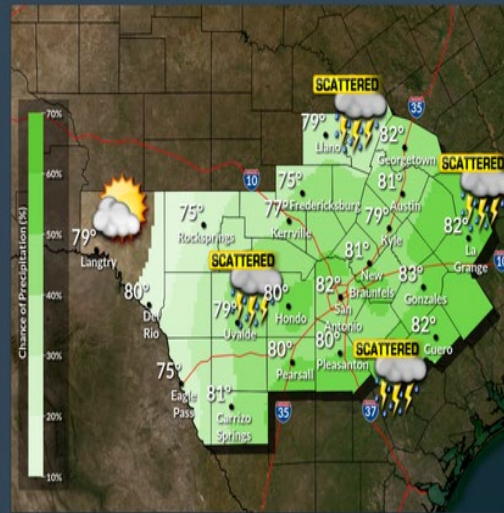 Chance of Precipitation (%)
70%
60%
50%
40%
30%
20%
10%
SCATTERED
35
79°
Llano
82°
Georgetown
SCATTERED
10
75°
Fredericksburg
81°
Austin
77°
Kerrville
79°
Kyle
82°
La
Grange
79°
Langtry
75°
Rocksprings
SCATTERED
81°
New
Braunfels
10
80°
Del
Rio
79°
Uvalde
80°
Hondo
82°
San
Antonio
83°
Gonzales
82°
Cuero
80°
Pearsall
80°
Pleasanton
SCATTERED
75°
Eagle
Pass
81°
Carrizo
Springs
35
37